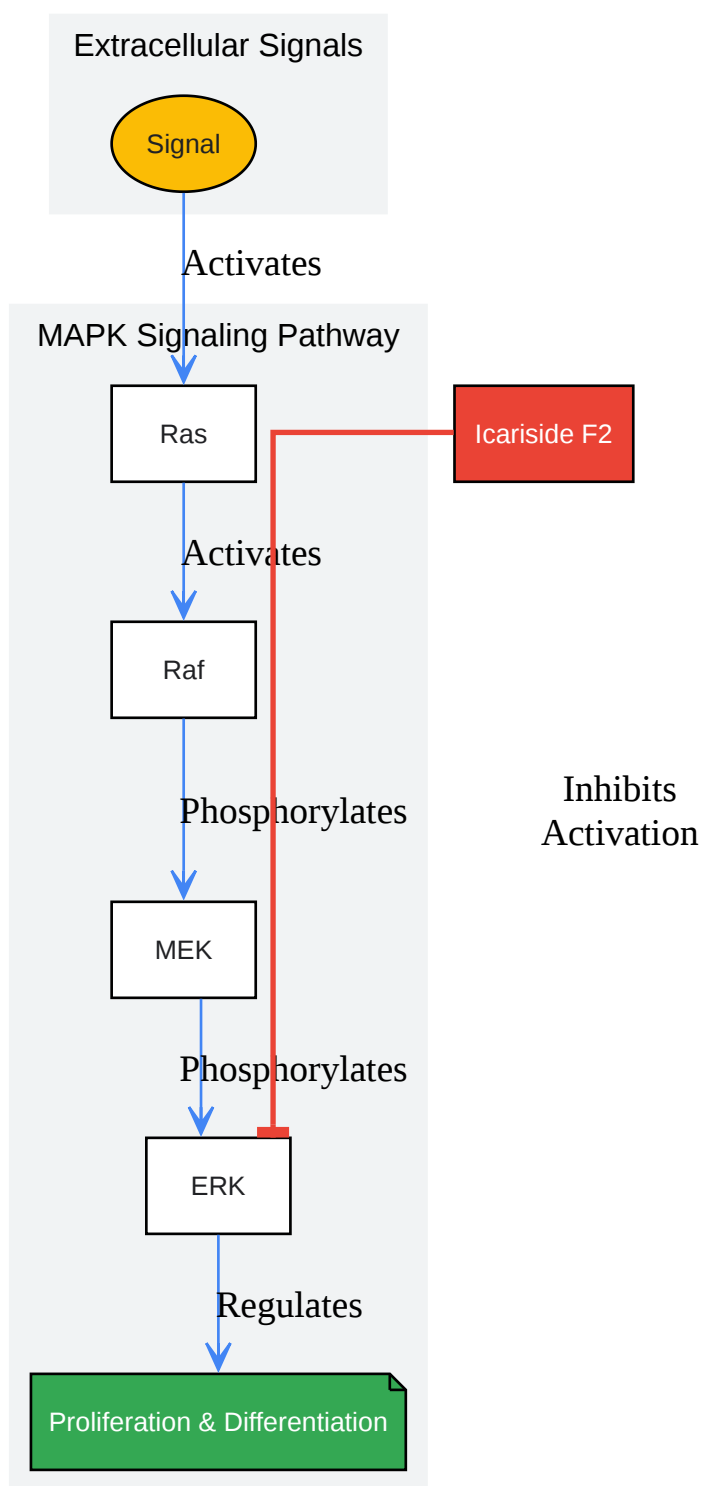 Extracellular Signals
Signal
Activates
MAPK Signaling Pathway
Ras
Icariside F2
Activates
Raf
Inhibits
Activation
Phosphorylates
MEK
Phosphorylates
ERK
Regulates
Proliferation & Differentiation